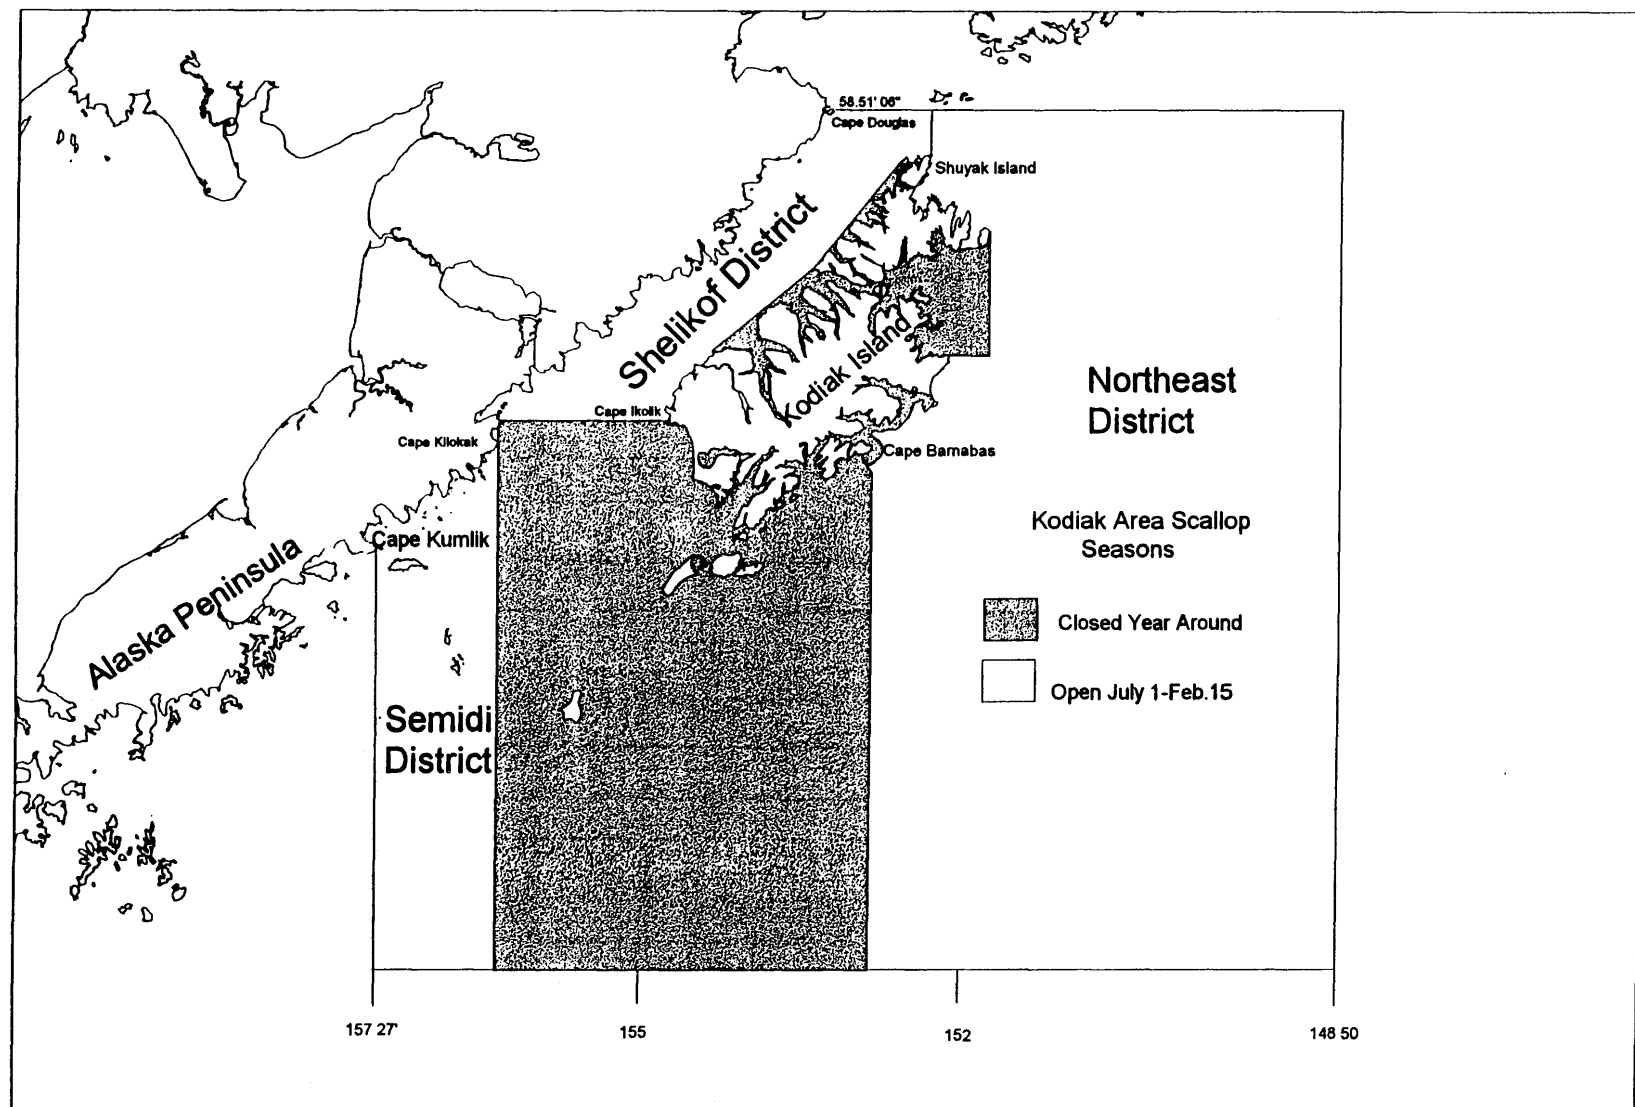 58.51' 06"
Cape Douglas
Shuyak Island
Shelikof District
Kodiak Island
Northeast
District
Cape Ikolik
Cape Kilokak
Cape Barnabas
Kodiak Area Scallop
Seasons
Cape Kumlik
Alaska Peninsula
Closed Year Around
Open July 1-Feb.15
Semidi
District
157 27'
155
152
148 50